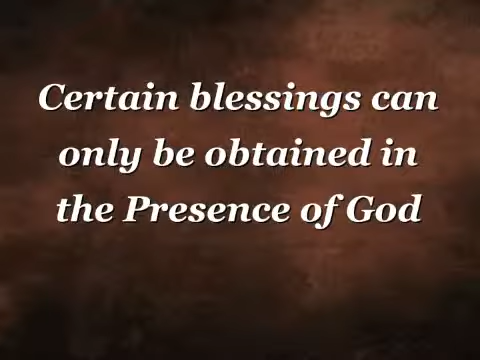 Certain blessings can
only be obtained in
the Presence of God